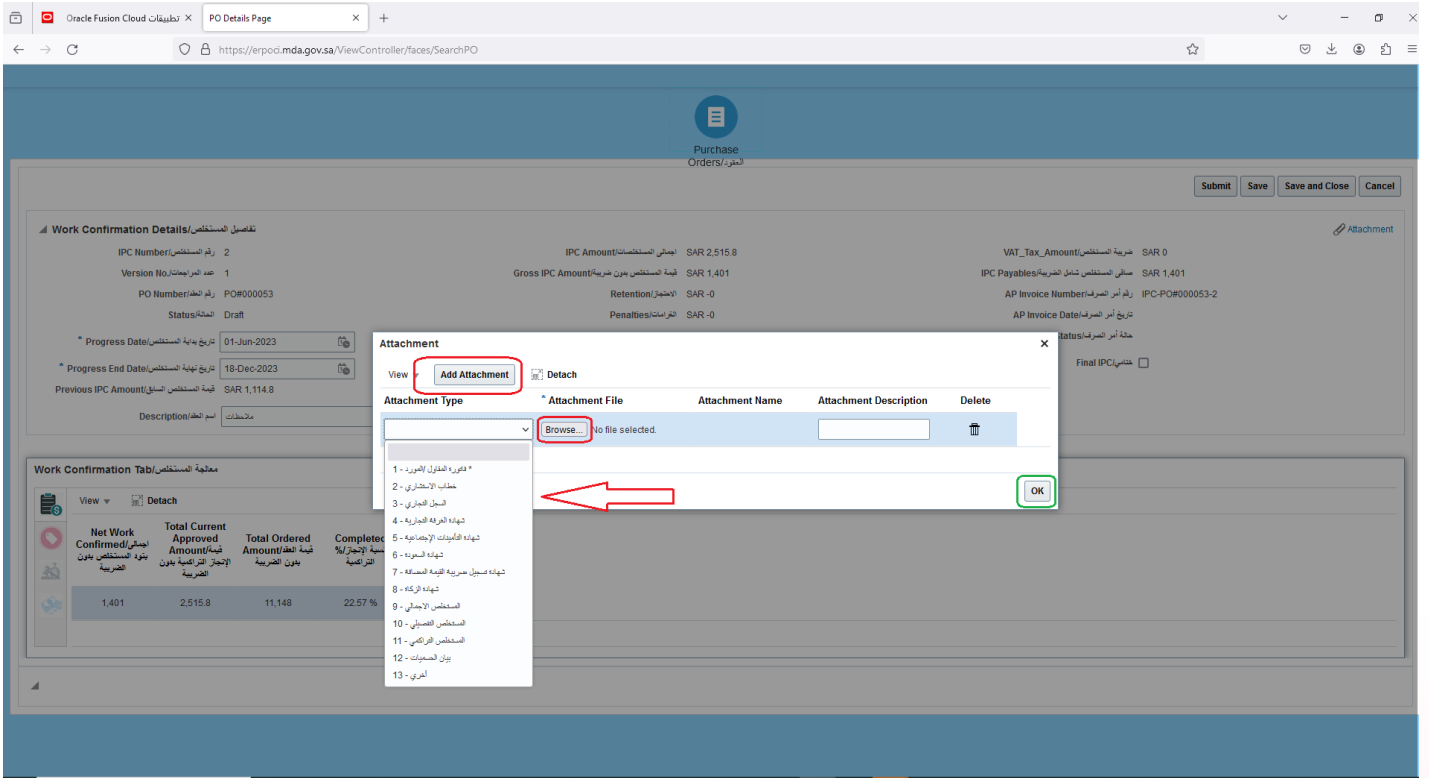 تطبيقات Oracle Fusion Cloud
PO Details Page
https://erpoci.mda.gov.sa/ViewController/faces/SearchPO
Purchase
Orders/العقود
Submit
Save
Save and Close
Cancel
Work Confirmation Details/تفاصيل المستخلص
Attachment
IPC Number/رقم المستخلص 2
IPC Amount/اجمالى المستخلصات SAR 2,515.8
VAT_Tax_Amount/ضريبة المستخلص SAR 0
Version No./عدد المراجعات 1
Gross IPC Amount/قيمة المستخلص بدون ضريبة SAR 1,401
IPC Payables/صافى المستخلص شامل الضريبة SAR 1,401
PO Number/رقم العقد PO#000053
Retention/الاحتجاز SAR -0
AP Invoice Number/رقم أمر الصرف IPC-PO#000053-2
Status/الحالة Draft
Penalties/الغرامات SAR -0
AP Invoice Date/تاريخ أمر الصرف
* Progress Date/تاريخ بداية المستخلص 01-Jun-2023
tatus/حالة أمر الصرف
* Progress End Date/تاريخ نهاية المستخلص 18-Dec-2023
Final IPC/ختامي
Previous IPC Amount/قيمة المستخلص السابق SAR 1,114.8
Description/اسم العقد ملاحظات
Attachment
View
Add Attachment
Detach
Attachment Type
* Attachment File
Attachment Name
Attachment Description
Delete
Browse... No file selected.
1 - فاتورة المقاول /المورد *
2 - خطاب الاستشاري
3 - السجل التجاري
4 - شهادة الغرفة التجارية
5 - شهادة التأمينات الإجتماعية
6 - شهادة السعودة
7 - شهادة تسجيل ضريبة القيمة المضافة
8 - شهادة الزكاة
9 - المستخلص الاجمالي
10 - المستخلص التفصيلي
11 - المستخلص التراكمي
12 - بيان الحسميات
13 - أخري
OK
Work Confirmation Tab/معالجة المستخلص
View
Detach
Net Work Confirmed/اجمالي بنود المستخلص بدون الضريبة
Total Current Approved Amount/قيمة الإنجاز التراكمية بدون الضريبة
Total Ordered Amount/قيمة العقد بدون الضريبة
Completed %/نسبة الإنجاز التراكمية
1,401
2,515.8
11,148
22.57 %